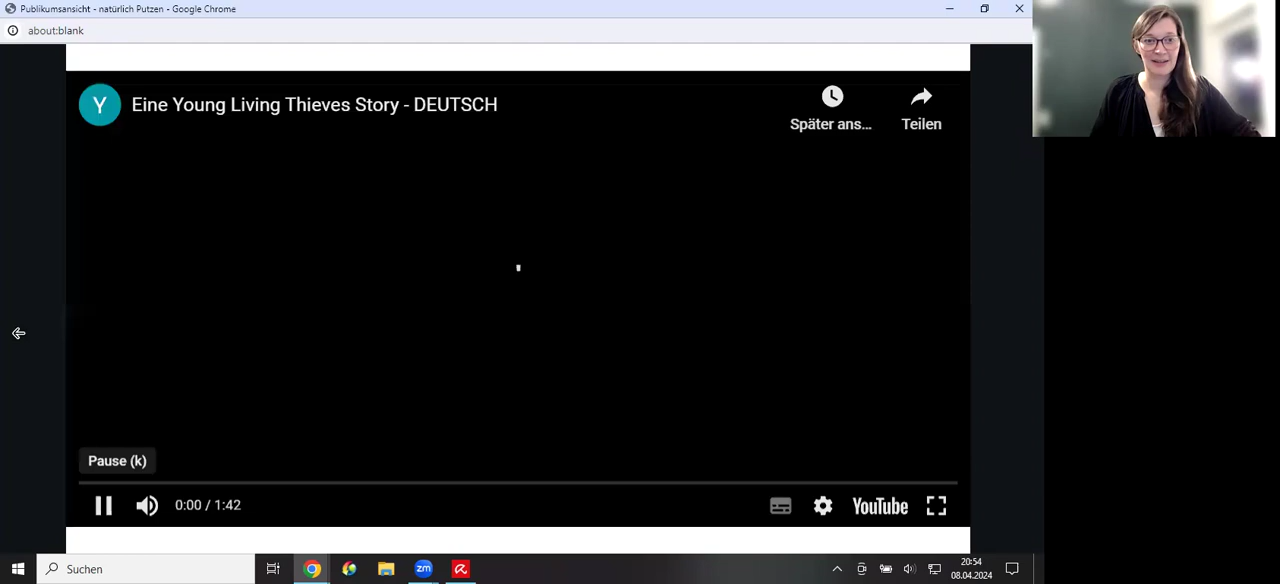 Publikumsansicht - natürlich Putzen - Google Chrome
about:blank
Y
Eine Young Living Thieves Story - DEUTSCH
Später ans...
Teilen
Pause (k)
0:00 / 1:42
YouTube
Suchen
zm
20:54
08.04.2024